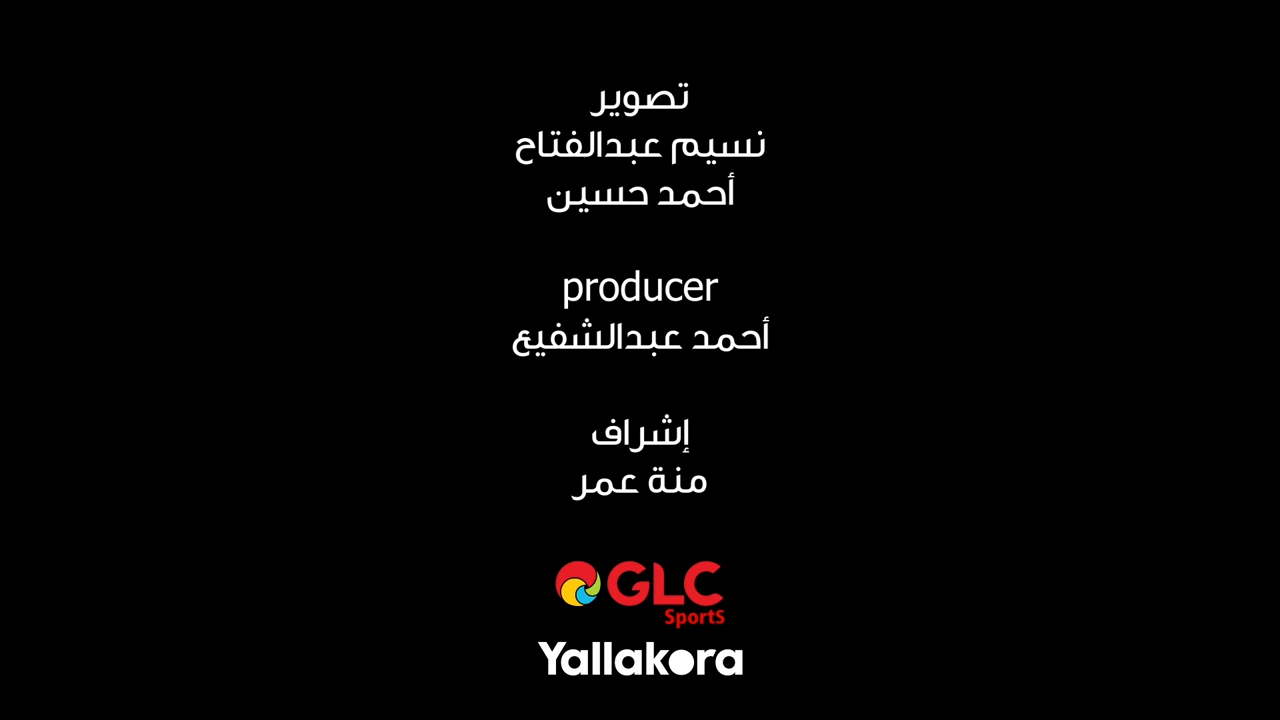 تصوير
نسيم عبدالفتاح
أحمد حسين
producer
أحمد عبدالشفيع
إشراف
منة عمر
GLC
Sports
Yallakora